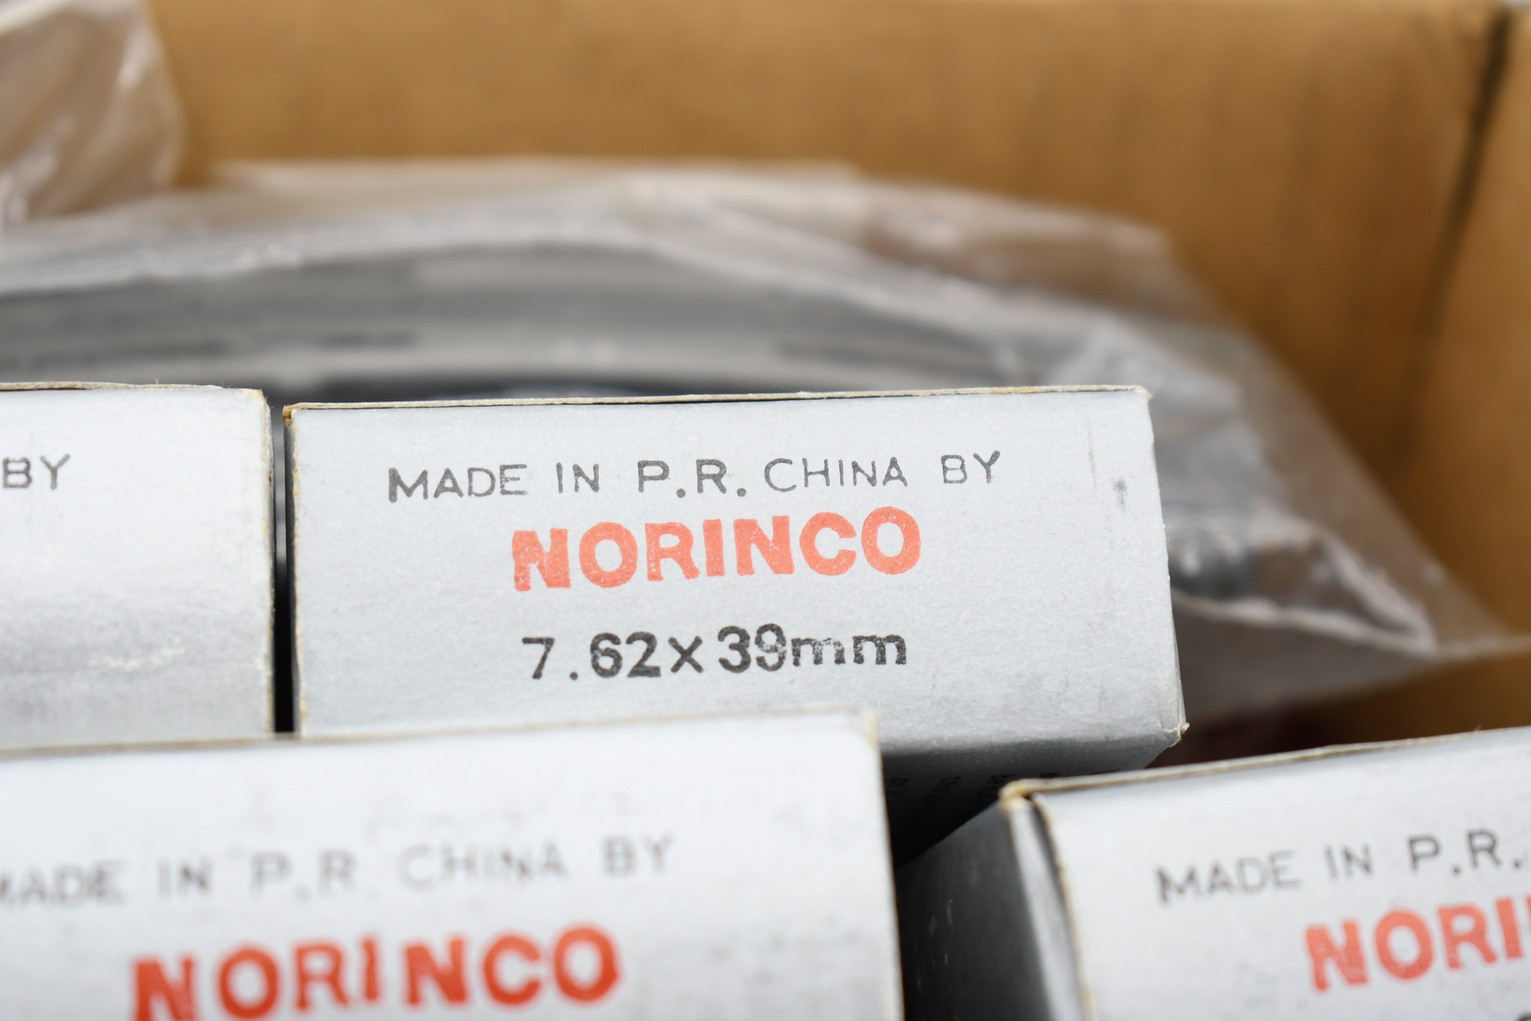 BY
MADE IN P.R. CHINA BY
NORINCO
7.62x39mm
MADE IN P.R CHINA BY
NORINCO
MADE IN P.R.
NORI